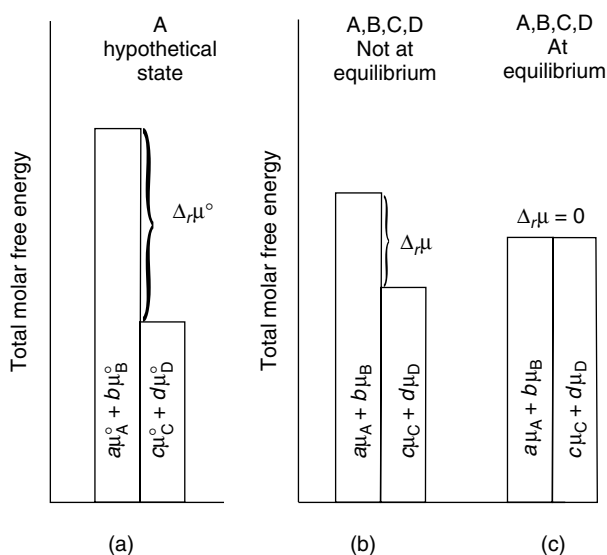 A
hypothetical
state
A,B,C,D
Not at
equilibrium
A,B,C,D
At
equilibrium
Total molar free energy
Δᵣμ°
aμ°A + bμ°B
cμ°C + dμ°D
(a)
Total molar free energy
Δᵣμ
aμA + bμB
cμC + dμD
(b)
Δᵣμ = 0
aμA + bμB
cμC + dμD
(c)